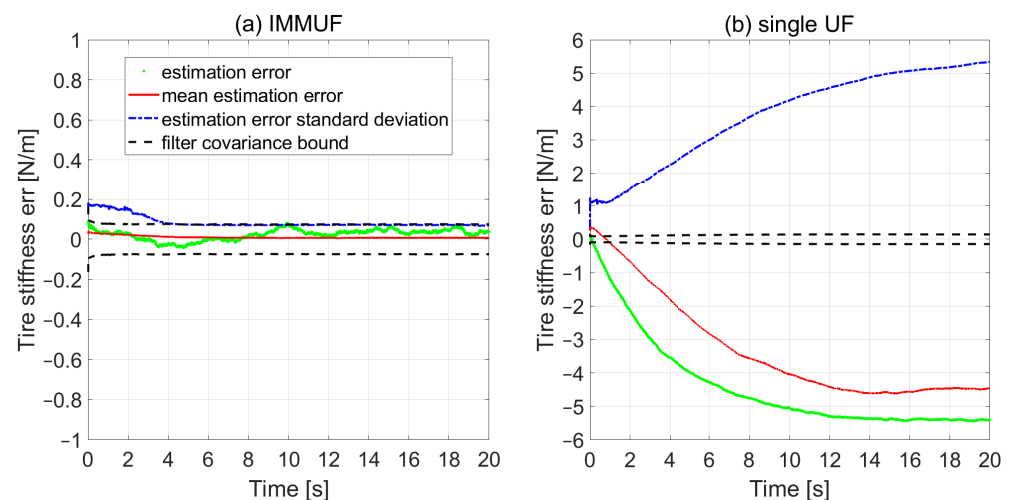 (a) IMMUF
Tire stiffness err [N/m]
1
0.8
0.6
0.4
0.2
0
−0.2
−0.4
−0.6
−0.8
−1
estimation error
mean estimation error
estimation error standard deviation
filter covariance bound
0 2 4 6 8 10 12 14 16 18 20
Time [s]
(b) single UF
Tire stiffness err [N/m]
6
5
4
3
2
1
0
−1
−2
−3
−4
−5
−6
0 2 4 6 8 10 12 14 16 18 20
Time [s]